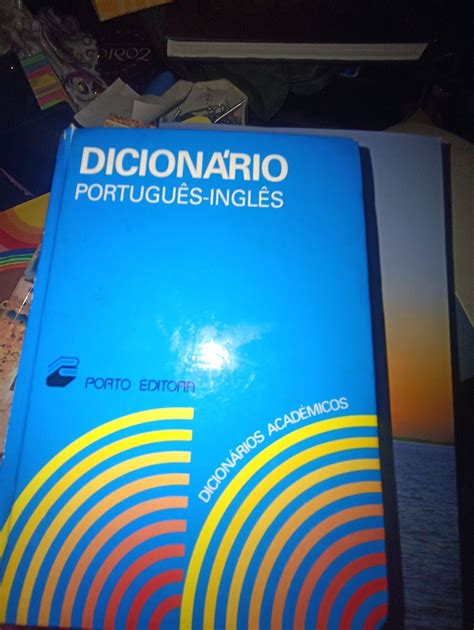 DICIONÁRIO
PORTUGUÊS-INGLÊS
PORTO EDITORA
DICIONÁRIOS ACADÉMICOS